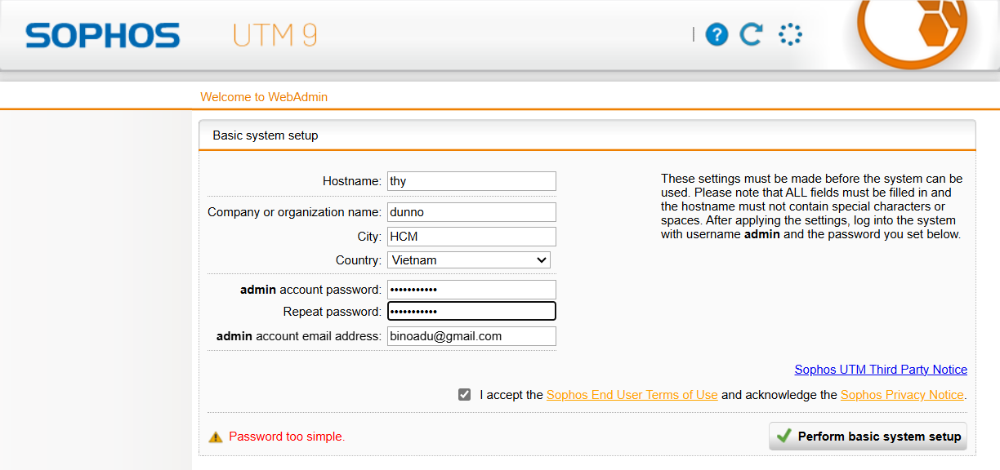 SOPHOS UTM 9 | ?
Welcome to WebAdmin
Basic system setup
Hostname: thy
Company or organization name: dunno
City: HCM
Country: Vietnam
admin account password: •••••••••••
Repeat password: •••••••••••
admin account email address: binoadu@gmail.com
These settings must be made before the system can be
used. Please note that ALL fields must be filled in and
the hostname must not contain special characters or
spaces. After applying the settings, log into the system
with username admin and the password you set below.
Sophos UTM Third Party Notice
I accept the Sophos End User Terms of Use and acknowledge the Sophos Privacy Notice.
Password too simple.
Perform basic system setup